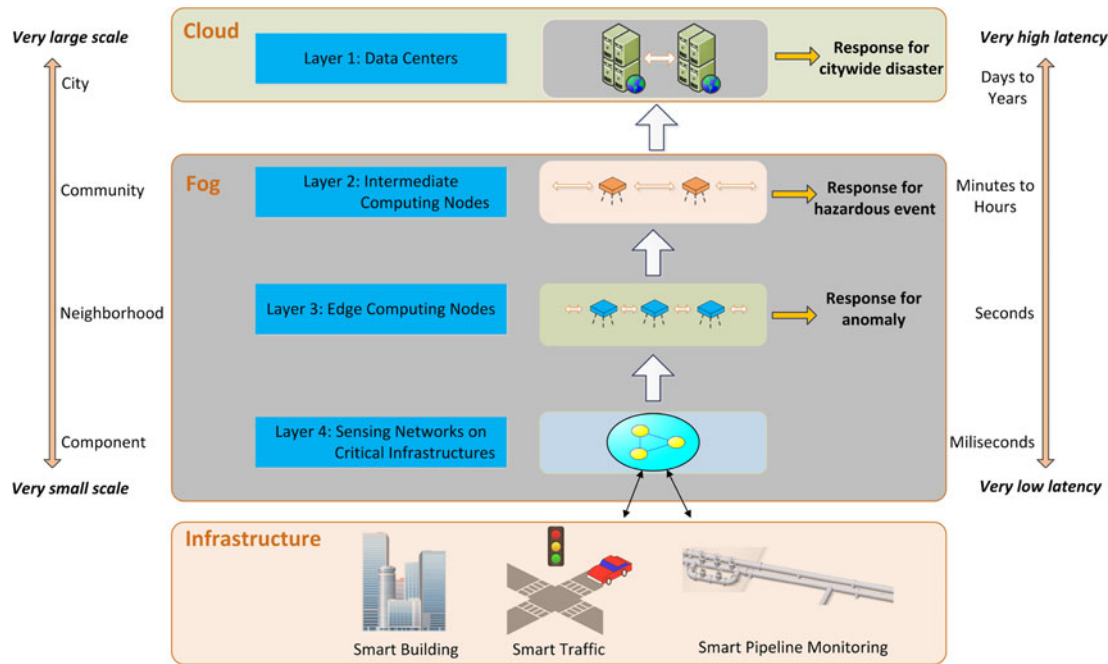 Very large scale
Cloud
Very high latency
Layer 1: Data Centers
Response for
citywide disaster
City
Days to
Years
Fog
Layer 2: Intermediate
Computing Nodes
Community
Response for
hazardous event
Minutes to
Hours
Neighborhood
Layer 3: Edge Computing Nodes
Response for
anomaly
Seconds
Component
Layer 4: Sensing Networks on
Critical Infrastructures
Miliseconds
Very small scale
Very low latency
Infrastructure
Smart Building
Smart Traffic
Smart Pipeline Monitoring